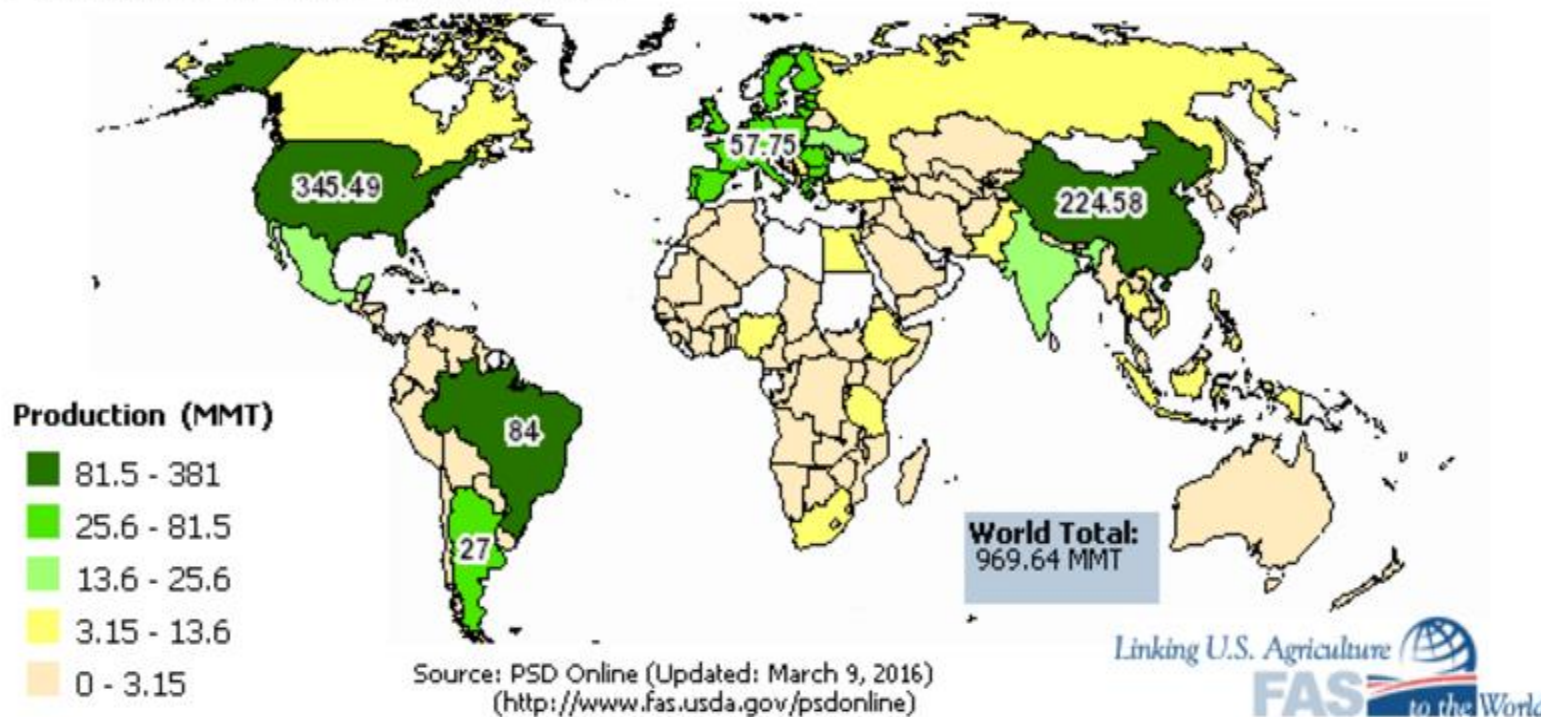 345.49
57.75
224.58
84
27
Production (MMT)
81.5 - 381
25.6 - 81.5
13.6 - 25.6
3.15 - 13.6
0 - 3.15
World Total:
969.64 MMT
Source: PSD Online (Updated: March 9, 2016)
(http://www.fas.usda.gov/psdonline)
Linking U.S. Agriculture
FAS
to the World